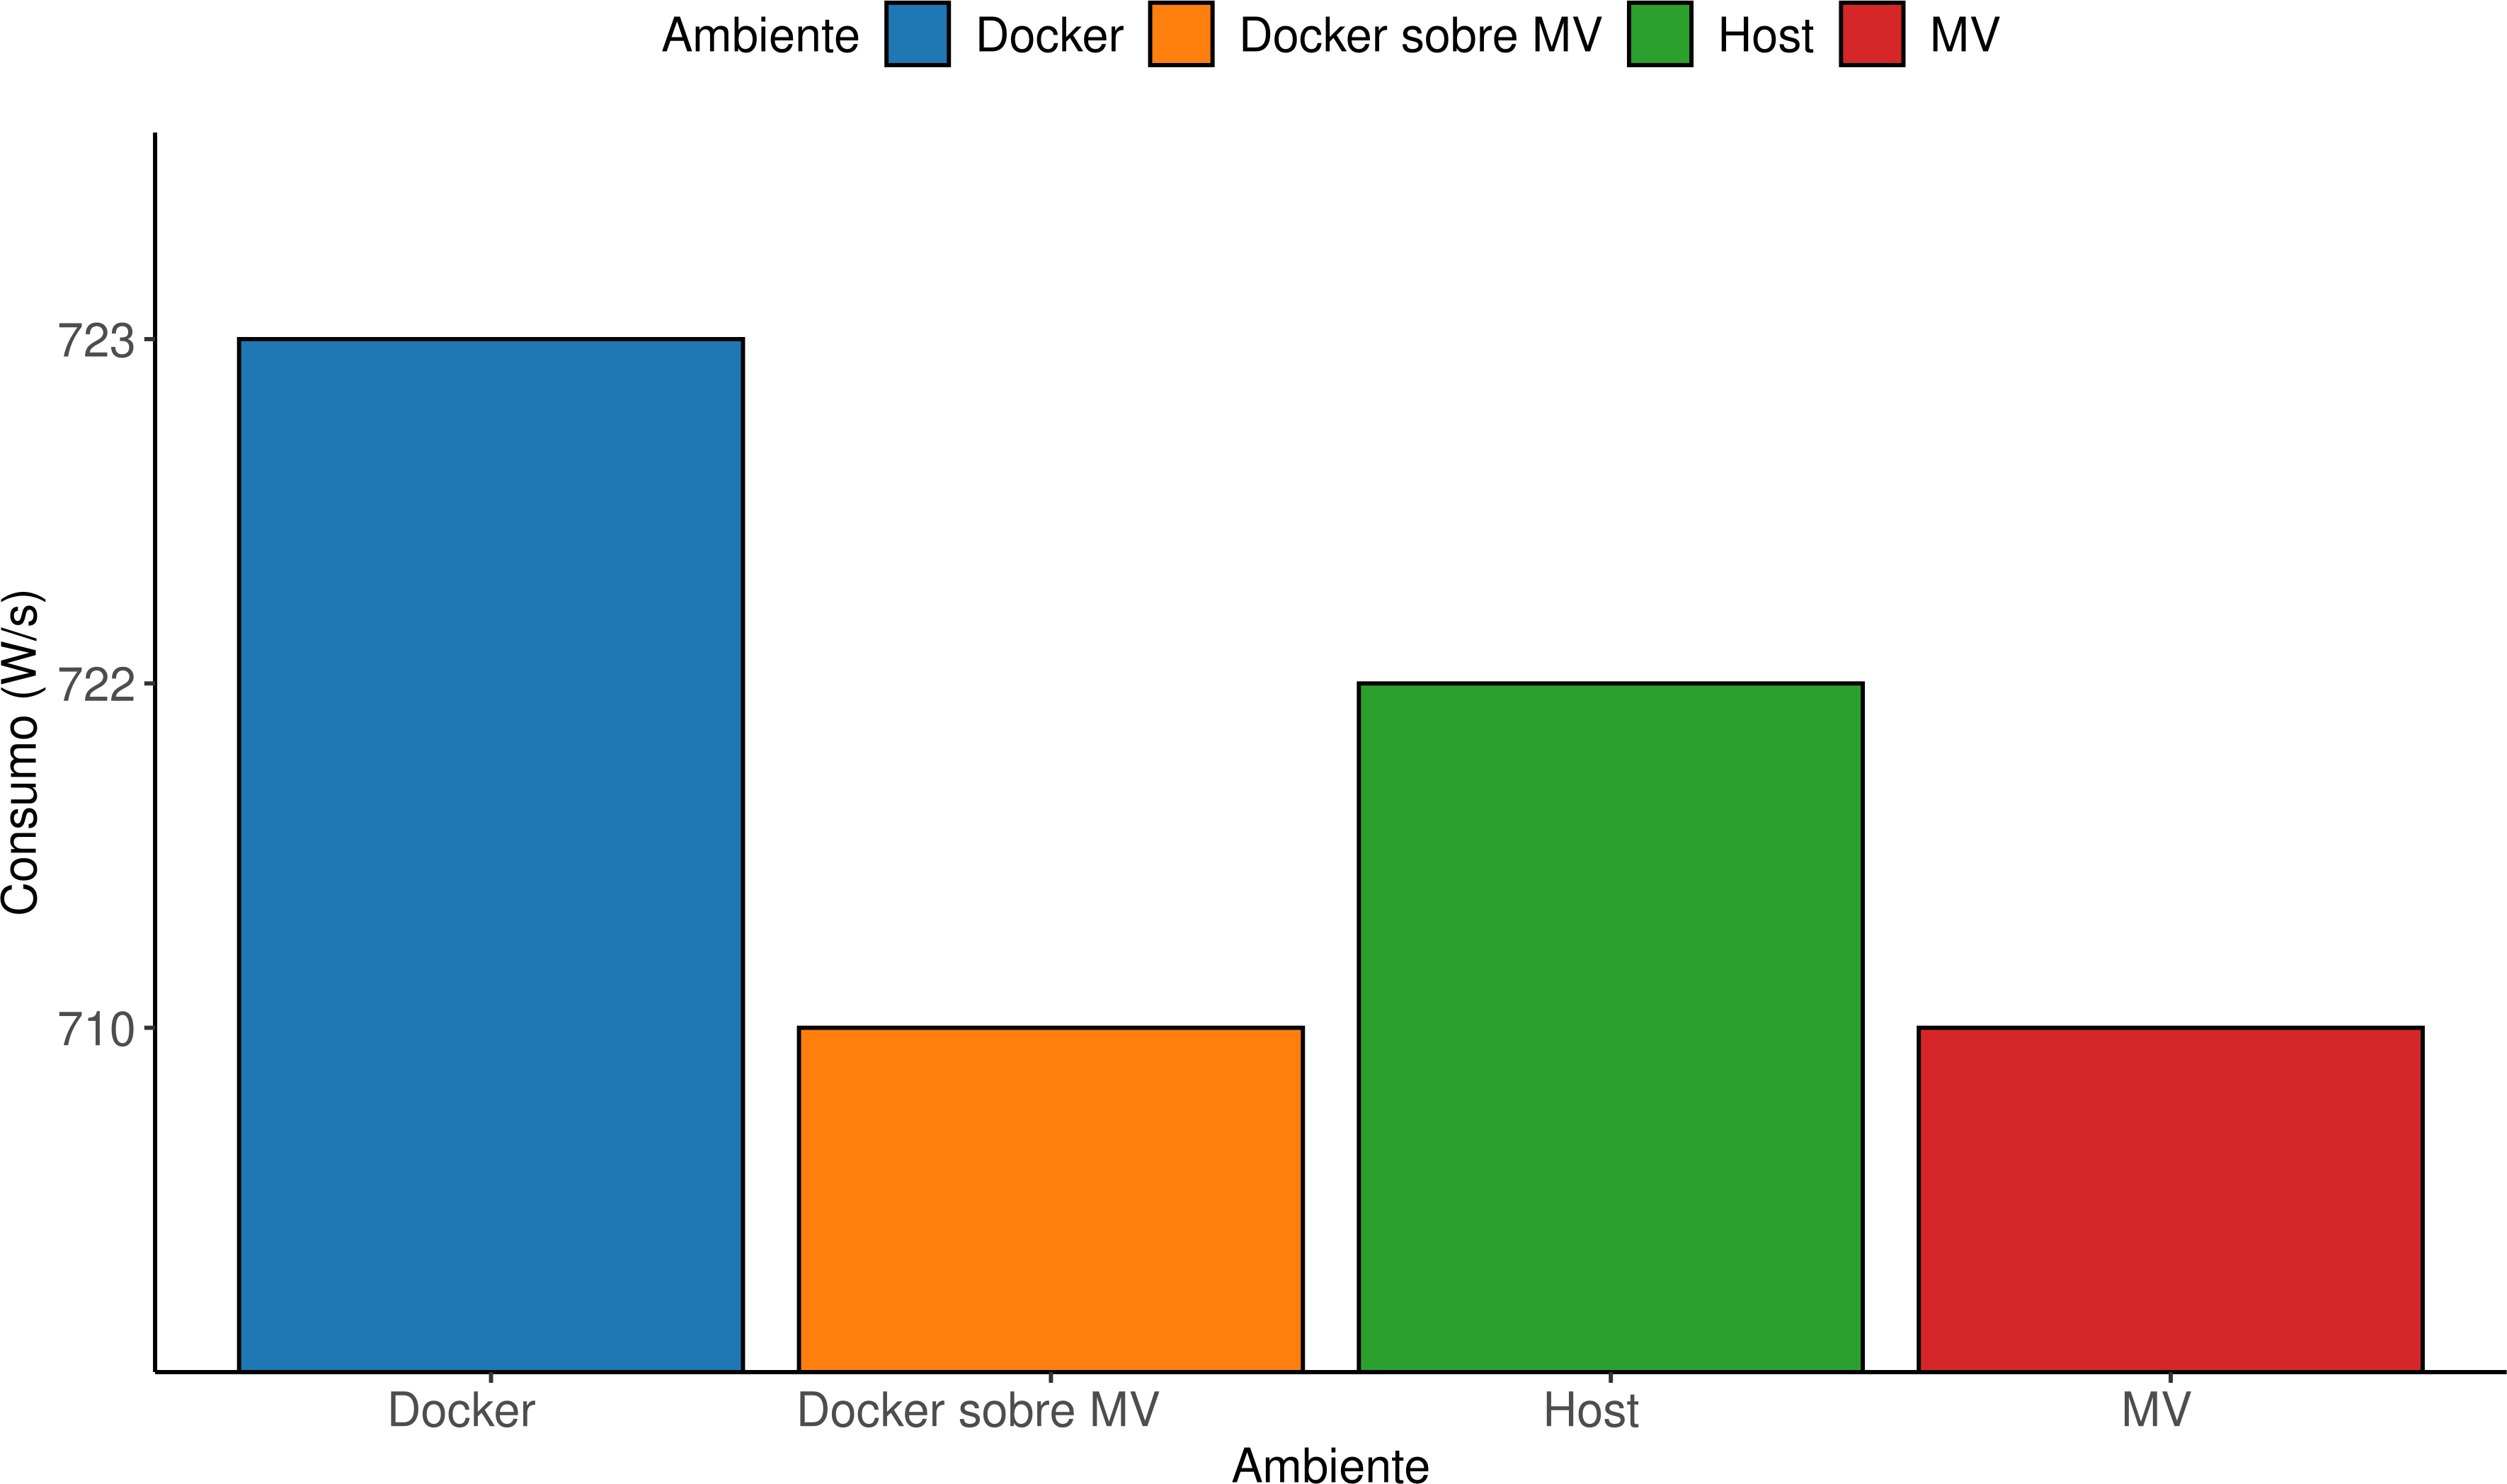 Ambiente Docker Docker sobre MV Host MV
Consumo (W/s)
723
722
710
Docker Docker sobre MV Host MV
Ambiente